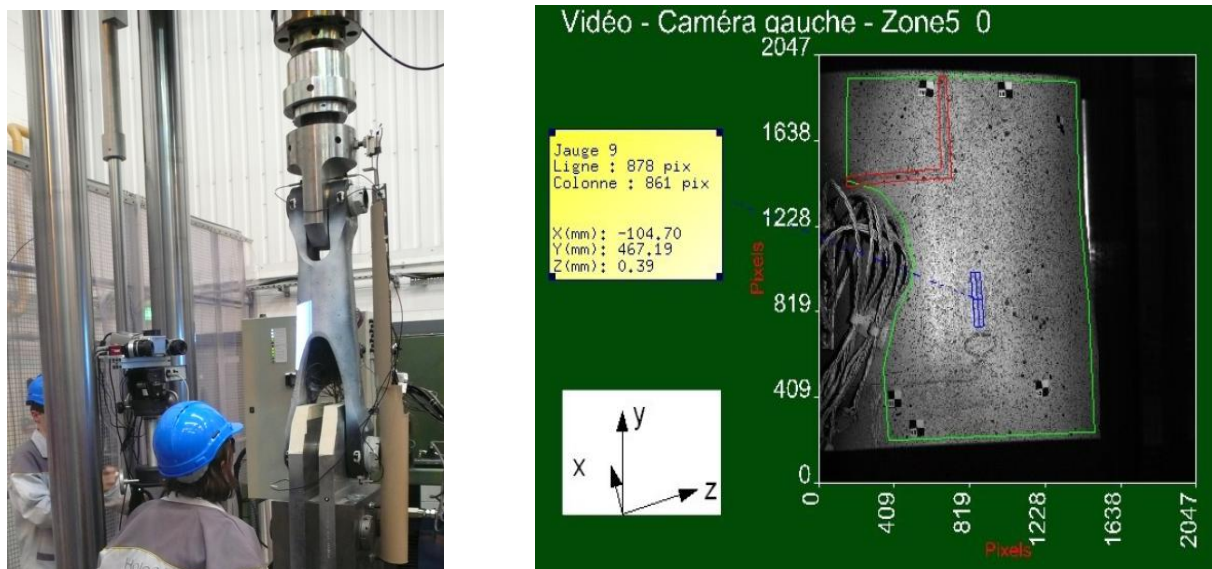 Vidéo - Caméra gauche - Zone5 0
2047
1638
1228
819
409
0
Pixels
Jauge 9
Ligne : 878 pix
Colonne : 861 pix
X(mm): -104.70
Y(mm): 467.19
Z(mm): 0.39
y
x
z
0
409
819
1228
1638
2047
Pixels